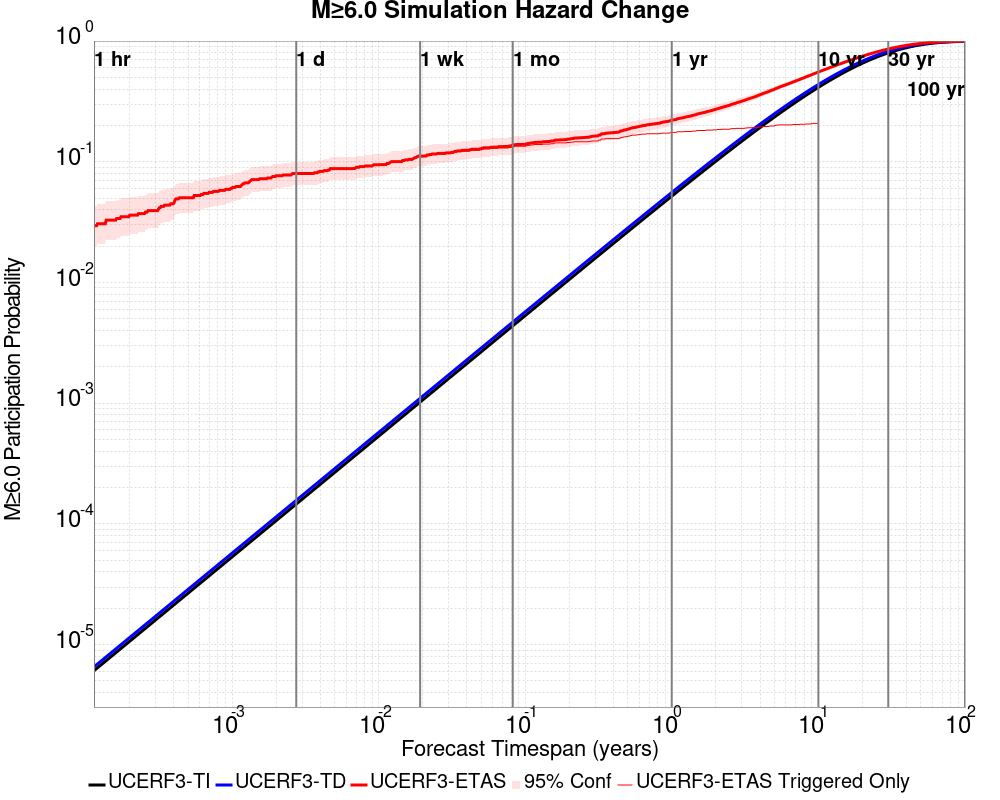 M≥6.0 Simulation Hazard Change
10^0
1 hr
1 d
1 wk
1 mo
1 yr
10 yr
30 yr
100 yr
10^-1
10^-2
10^-3
10^-4
10^-5
M≥6.0 Participation Probability
10^-3
10^-2
10^-1
10^0
10^1
10^2
Forecast Timespan (years)
UCERF3-TI
UCERF3-TD
UCERF3-ETAS
95% Conf
UCERF3-ETAS Triggered Only